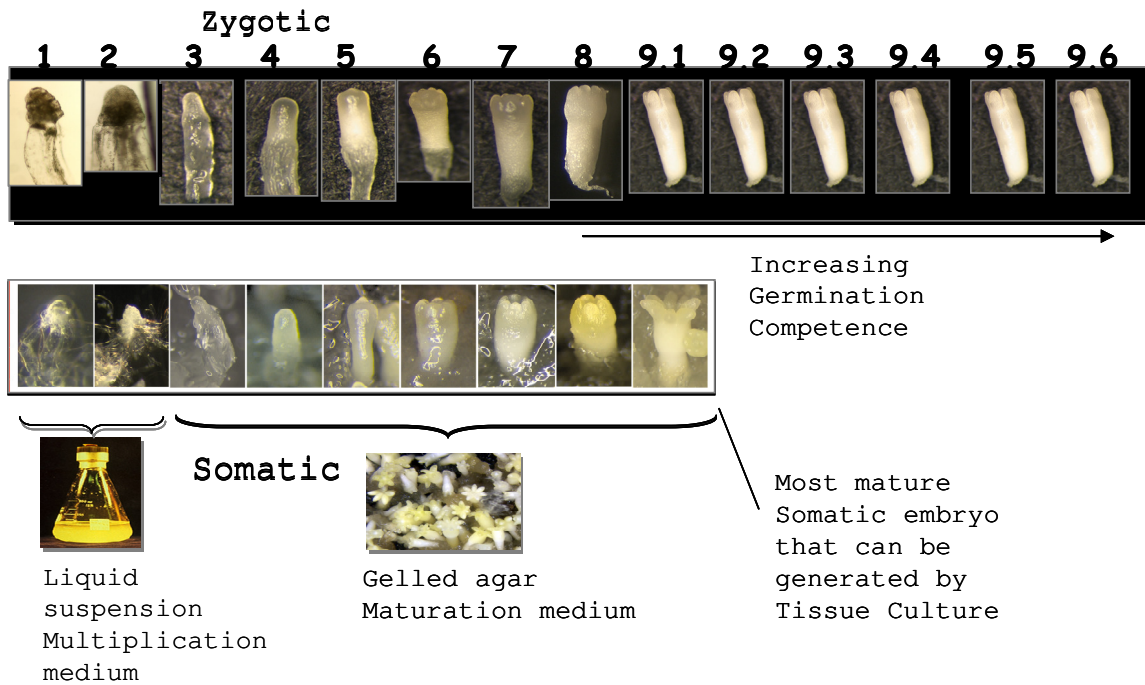 Zygotic
1 2 3 4 5 6 7 8 9.1 9.2 9.3 9.4 9.5 9.6
Increasing
Germination
Competence
Somatic
Liquid
suspension
Multiplication
medium
Gelled agar
Maturation medium
Most mature
Somatic embryo
that can be
generated by
Tissue Culture